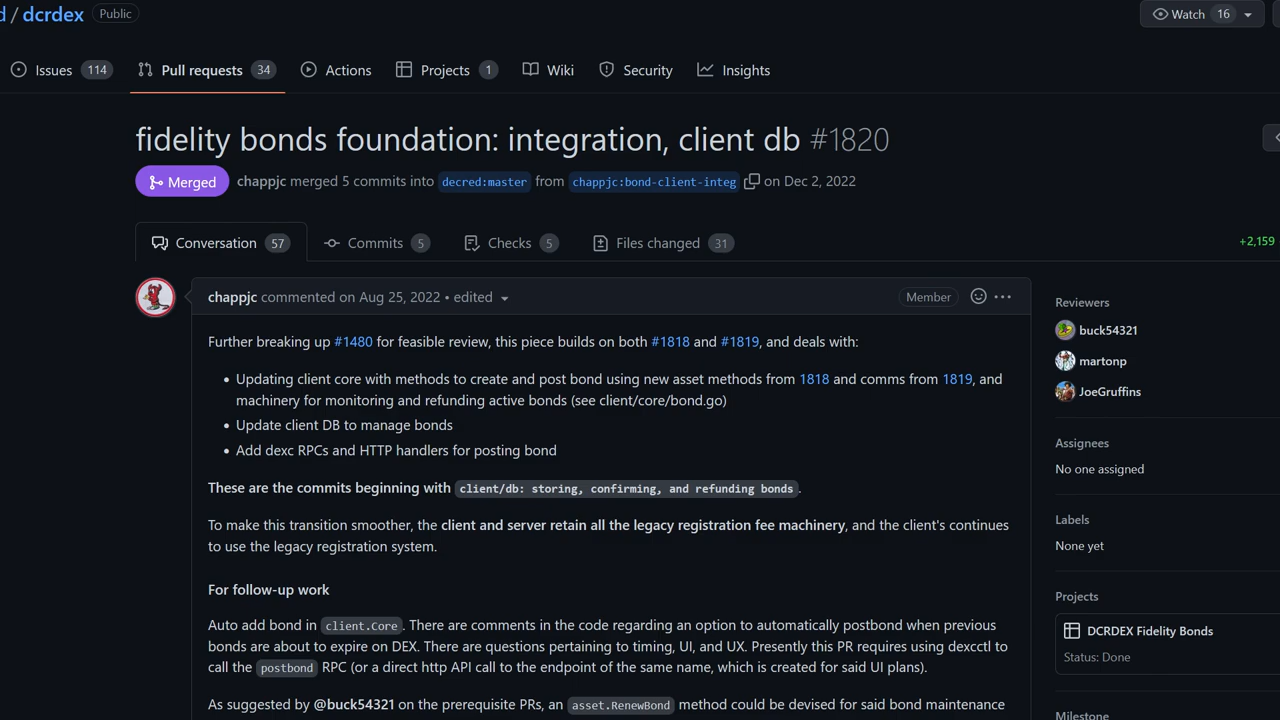 / dcrdex Public
Watch 16
Issues 114 Pull requests 34 Actions Projects 1 Wiki Security Insights
fidelity bonds foundation: integration, client db #1820
Merged chappjc merged 5 commits into decred:master from chappjc:bond-client-integ on Dec 2, 2022
Conversation 57 Commits 5 Checks 5 Files changed 31
+2,159
chappjc commented on Aug 25, 2022 • edited
Member
Further breaking up #1480 for feasible review, this piece builds on both #1818 and #1819, and deals with:
• Updating client core with methods to create and post bond using new asset methods from 1818 and comms from 1819, and
machinery for monitoring and refunding active bonds (see client/core/bond.go)
• Update client DB to manage bonds
• Add dexc RPCs and HTTP handlers for posting bond
These are the commits beginning with client/db: storing, confirming, and refunding bonds.
To make this transition smoother, the client and server retain all the legacy registration fee machinery, and the client's continues
to use the legacy registration system.
For follow-up work
Auto add bond in client.Core. There are comments in the code regarding an option to automatically postbond when previous
bonds are about to expire on DEX. There are questions pertaining to timing, UI, and UX. Presently this PR requires using dexcctl to
call the postbond RPC (or a direct http API call to the endpoint of the same name, which is created for said UI plans).
As suggested by @buck54321 on the prerequisite PRs, an asset.RenewBond method could be devised for said bond maintenance
Reviewers
buck54321
martonp
JoeGruffins
Assignees
No one assigned
Labels
None yet
Projects
DCRDEX Fidelity Bonds
Status: Done
Milestone